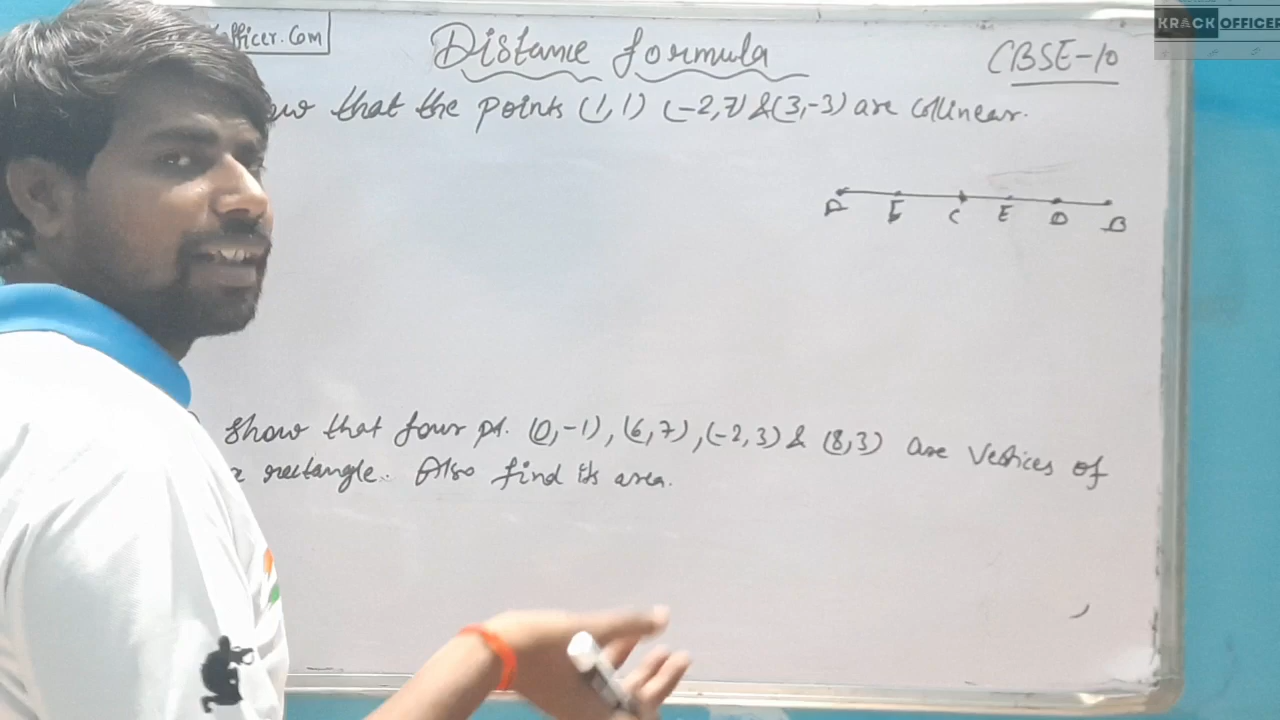 officer.Com
Distance formula
CBSE-10
KRACK OFFICER
that the points (1,1) (-2,7) & (3,-3) are collinear.
A E C E D B
Show that four pt. (0,-1), (6,7), (-2,3) & (8,3) are vertices of
a rectangle. Also find its area.